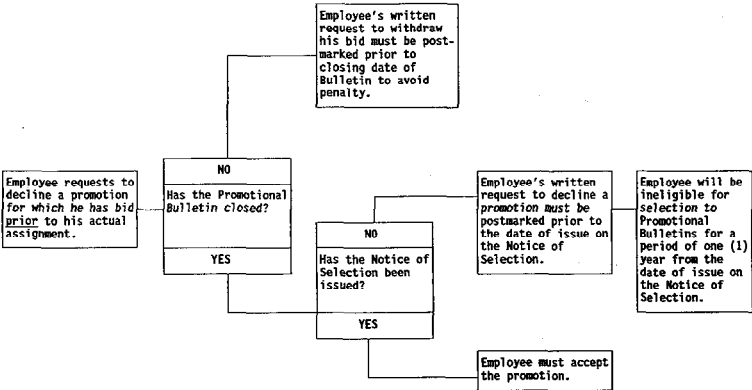 Employee's written
request to withdraw
his bid must be post-
marked prior to
closing date of
Bulletin to avoid
penalty.
Employee requests to
decline a promotion
for which he has bid
prior to his actual
assignment.
NO
Has the Promotional
Bulletin closed?
YES
NO
Has the Notice of
Selection been
issued?
YES
Employee's written
request to decline a
promotion must be
postmarked prior to
the date of issue on
the Notice of
Selection.
Employee will be
ineligible for
selection to
Promotional
Bulletins for a
period of one (1)
year from the
date of issue on
the Notice of
Selection.
Employee must accept
the promotion.